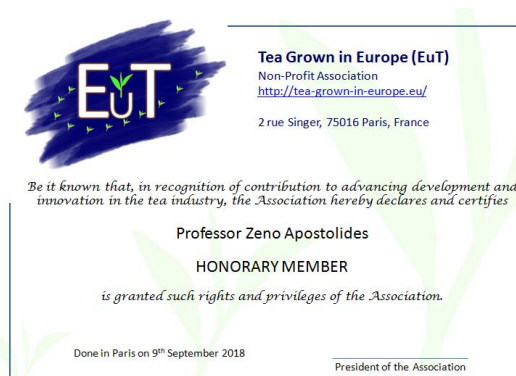 EuT
Tea Grown in Europe (EuT)
Non-Profit Association
http://tea-grown-in-europe.eu/
2 rue Singer, 75016 Paris, France
Be it known that, in recognition of contribution to advancing development and
innovation in the tea industry, the Association hereby declares and certifies
Professor Zeno Apostolides
HONORARY MEMBER
is granted such rights and privileges of the Association.
Done in Paris on 9th September 2018
President of the Association